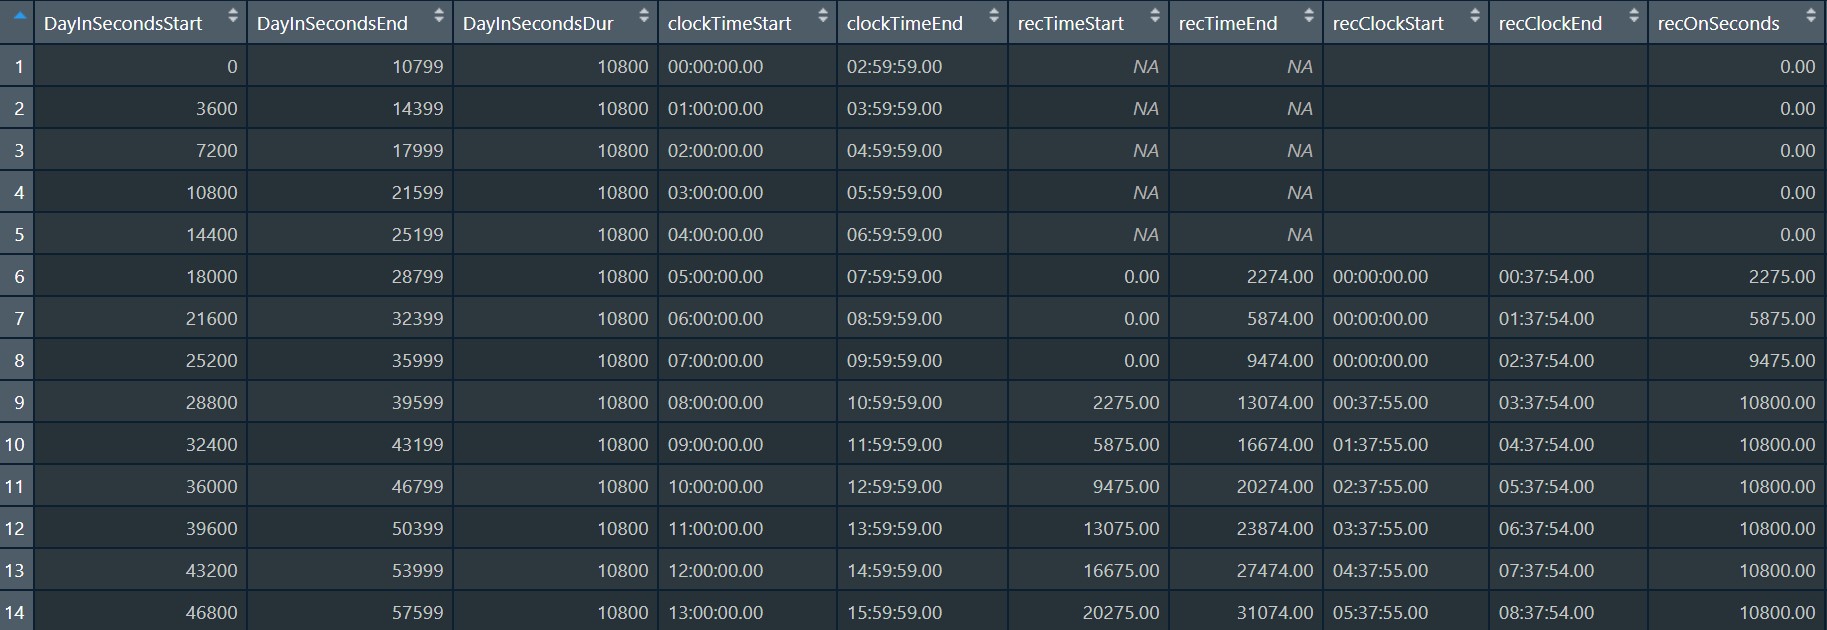 DayInSecondsStart DayInSecondsEnd DayInSecondsDur clockTimeStart clockTimeEnd recTimeStart recTimeEnd recClockStart recClockEnd recOnSeconds
1 0 10799 10800 00:00:00.00 02:59:59.00 NA NA 0.00
2 3600 14399 10800 01:00:00.00 03:59:59.00 NA NA 0.00
3 7200 17999 10800 02:00:00.00 04:59:59.00 NA NA 0.00
4 10800 21599 10800 03:00:00.00 05:59:59.00 NA NA 0.00
5 14400 25199 10800 04:00:00.00 06:59:59.00 NA NA 0.00
6 18000 28799 10800 05:00:00.00 07:59:59.00 0.00 2274.00 00:00:00.00 00:37:54.00 2275.00
7 21600 32399 10800 06:00:00.00 08:59:59.00 0.00 5874.00 00:00:00.00 01:37:54.00 5875.00
8 25200 35999 10800 07:00:00.00 09:59:59.00 0.00 9474.00 00:00:00.00 02:37:54.00 9475.00
9 28800 39599 10800 08:00:00.00 10:59:59.00 2275.00 13074.00 00:37:55.00 03:37:54.00 10800.00
10 32400 43199 10800 09:00:00.00 11:59:59.00 5875.00 16674.00 01:37:55.00 04:37:54.00 10800.00
11 36000 46799 10800 10:00:00.00 12:59:59.00 9475.00 20274.00 02:37:55.00 05:37:54.00 10800.00
12 39600 50399 10800 11:00:00.00 13:59:59.00 13075.00 23874.00 03:37:55.00 06:37:54.00 10800.00
13 43200 53999 10800 12:00:00.00 14:59:59.00 16675.00 27474.00 04:37:55.00 07:37:54.00 10800.00
14 46800 57599 10800 13:00:00.00 15:59:59.00 20275.00 31074.00 05:37:55.00 08:37:54.00 10800.00